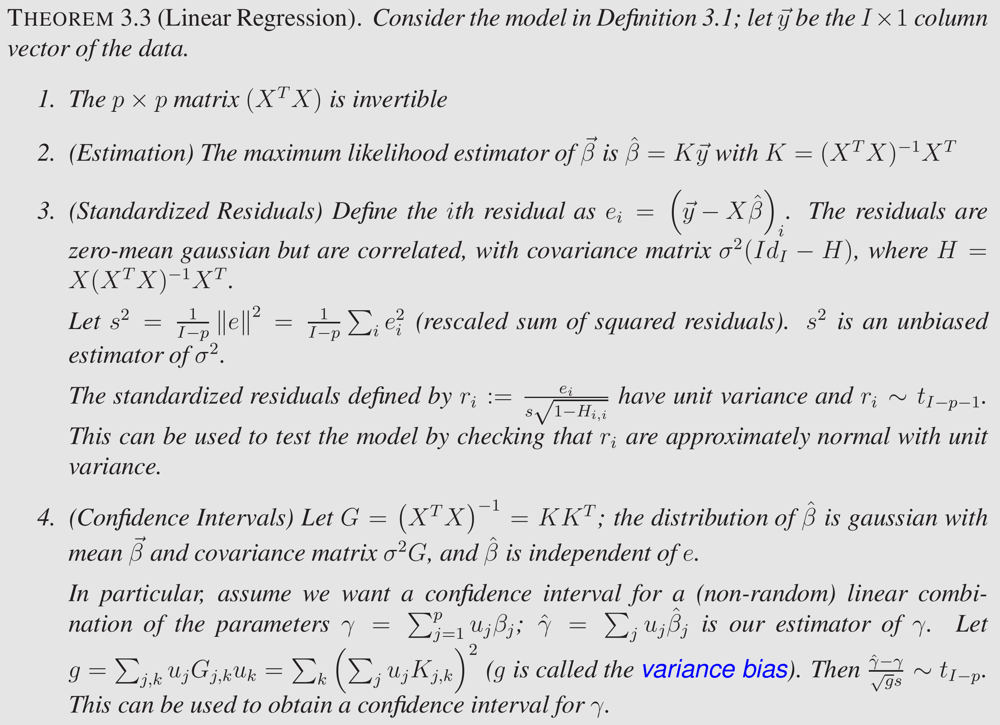 THEOREM 3.3 (Linear Regression). Consider the model in Definition 3.1; let $\vec{y}$ be the $I \times 1$ column
vector of the data.
1. The $p \times p$ matrix $(X^T X)$ is invertible
2. (Estimation) The maximum likelihood estimator of $\vec{\beta}$ is $\hat{\beta} = K\vec{y}$ with $K = (X^T X)^{-1} X^T$
3. (Standardized Residuals) Define the $i$th residual as $e_i = \left(\vec{y} - X\hat{\beta}\right)_i$. The residuals are
zero-mean gaussian but are correlated, with covariance matrix $\sigma^2(Id_I - H)$, where $H =$
$X(X^T X)^{-1} X^T$.
Let $s^2 = \frac{1}{I-p} \|e\|^2 = \frac{1}{I-p} \sum_i e_i^2$ (rescaled sum of squared residuals). $s^2$ is an unbiased
estimator of $\sigma^2$.
The standardized residuals defined by $r_i := \frac{e_i}{s\sqrt{1-H_{i,i}}}$ have unit variance and $r_i \sim t_{I-p-1}$.
This can be used to test the model by checking that $r_i$ are approximately normal with unit
variance.
4. (Confidence Intervals) Let $G = \left(X^T X\right)^{-1} = KK^T$; the distribution of $\hat{\beta}$ is gaussian with
mean $\vec{\beta}$ and covariance matrix $\sigma^2 G$, and $\hat{\beta}$ is independent of $e$.
In particular, assume we want a confidence interval for a (non-random) linear combi-
nation of the parameters $\gamma = \sum_{j=1}^p u_j \beta_j$; $\hat{\gamma} = \sum_j u_j \hat{\beta}_j$ is our estimator of $\gamma$. Let
$g = \sum_{j,k} u_j G_{j,k} u_k = \sum_k \left(\sum_j u_j K_{j,k}\right)^2$ ($g$ is called the variance bias). Then $\frac{\hat{\gamma}-\gamma}{\sqrt{g}s} \sim t_{I-p}$.
This can be used to obtain a confidence interval for $\gamma$.